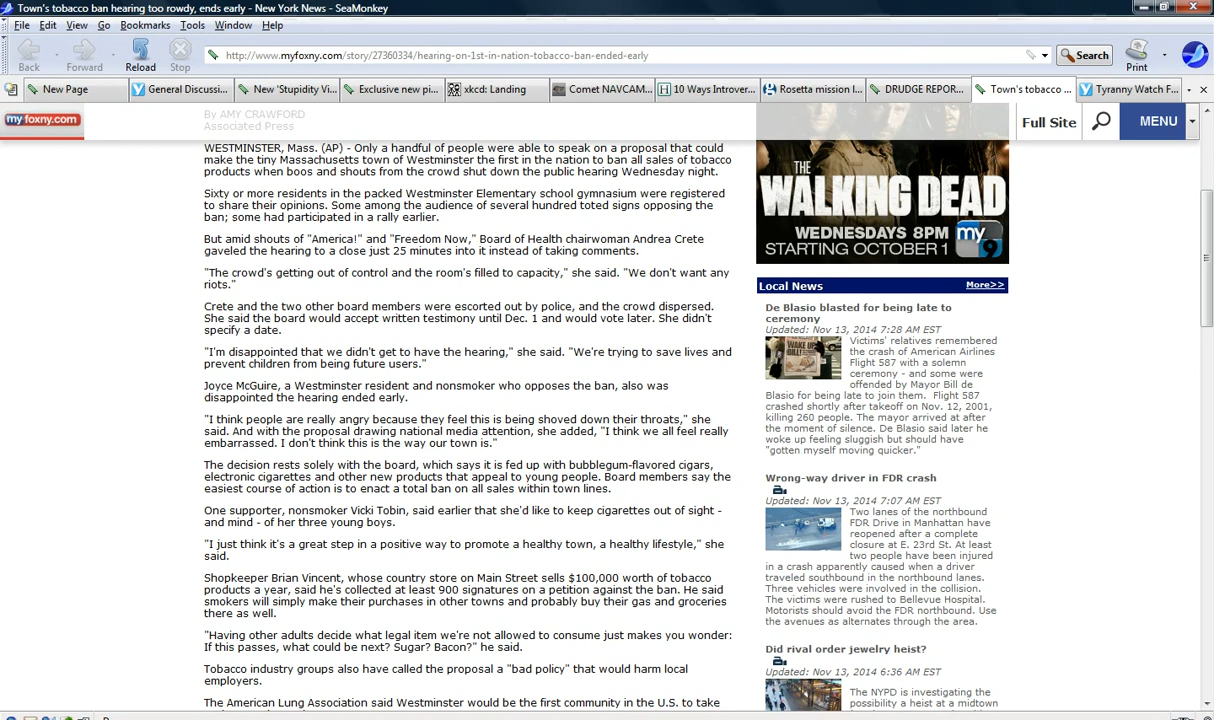 Town's tobacco ban hearing too rowdy, ends early - New York News - SeaMonkey
File Edit View Go Bookmarks Tools Window Help
Back Forward Reload Stop
http://www.myfoxny.com/story/27360334/hearing-on-1st-in-nation-tobacco-ban-ended-early
Search
Print
New Page
General Discussi...
New 'Stupidity Vi...
Exclusive new pi...
xkcd: Landing
Comet NAVCAM...
10 Ways Introver...
Rosetta mission l...
DRUDGE REPOR...
Town's tobacco ...
Tyranny Watch F...
my foxny.com
Full Site
MENU
By AMY CRAWFORD
Associated Press
WESTMINSTER, Mass. (AP) - Only a handful of people were able to speak on a proposal that could
make the tiny Massachusetts town of Westminster the first in the nation to ban all sales of tobacco
products when boos and shouts from the crowd shut down the public hearing Wednesday night.
Sixty or more residents in the packed Westminster Elementary school gymnasium were registered
to share their opinions. Some among the audience of several hundred toted signs opposing the
ban; some had participated in a rally earlier.
But amid shouts of "America!" and "Freedom Now," Board of Health chairwoman Andrea Crete
gaveled the hearing to a close just 25 minutes into it instead of taking comments.
"The crowd's getting out of control and the room's filled to capacity," she said. "We don't want any
riots."
Crete and the two other board members were escorted out by police, and the crowd dispersed.
She said the board would accept written testimony until Dec. 1 and would vote later. She didn't
specify a date.
"I'm disappointed that we didn't get to have the hearing," she said. "We're trying to save lives and
prevent children from being future users."
Joyce McGuire, a Westminster resident and nonsmoker who opposes the ban, also was
disappointed the hearing ended early.
"I think people are really angry because they feel this is being shoved down their throats," she
said. And with the proposal drawing national media attention, she added, "I think we all feel really
embarrassed. I don't think this is the way our town is."
The decision rests solely with the board, which says it is fed up with bubblegum-flavored cigars,
electronic cigarettes and other new products that appeal to young people. Board members say the
easiest course of action is to enact a total ban on all sales within town lines.
One supporter, nonsmoker Vicki Tobin, said earlier that she'd like to keep cigarettes out of sight -
and mind - of her three young boys.
"I just think it's a great step in a positive way to promote a healthy town, a healthy lifestyle," she
said.
Shopkeeper Brian Vincent, whose country store on Main Street sells $100,000 worth of tobacco
products a year, said he's collected at least 900 signatures on a petition against the ban. He said
smokers will simply make their purchases in other towns and probably buy their gas and groceries
there as well.
"Having other adults decide what legal item we're not allowed to consume just makes you wonder:
If this passes, what could be next? Sugar? Bacon?" he said.
Tobacco industry groups also have called the proposal a "bad policy" that would harm local
employers.
The American Lung Association said Westminster would be the first community in the U.S. to take
THE
WALKING DEAD
WEDNESDAYS 8PM
STARTING OCTOBER 1
my
9
Local News
More>>
De Blasio blasted for being late to
ceremony
Updated: Nov 13, 2014 7:28 AM EST
Victims' relatives remembered
the crash of American Airlines
Flight 587 with a solemn
ceremony - and some were
offended by Mayor Bill de
Blasio for being late to join them. Flight 587
crashed shortly after takeoff on Nov. 12, 2001,
killing 260 people. The mayor arrived at after
the moment of silence. De Blasio said later he
woke up feeling sluggish but should have
"gotten myself moving quicker."
Wrong-way driver in FDR crash
Updated: Nov 13, 2014 7:07 AM EST
Two lanes of the northbound
FDR Drive in Manhattan have
reopened after a complete
closure at E. 23rd St. At least
two people have been injured
in a crash apparently caused when a driver
traveled southbound in the northbound lanes.
Three vehicles were involved in the collision.
The victims were rushed to Bellevue Hospital.
Motorists should avoid the FDR northbound. Use
the avenues as alternates through the area.
Did rival order jewelry heist?
Updated: Nov 13, 2014 6:36 AM EST
The NYPD is investigating the
possibility a heist at a midtown